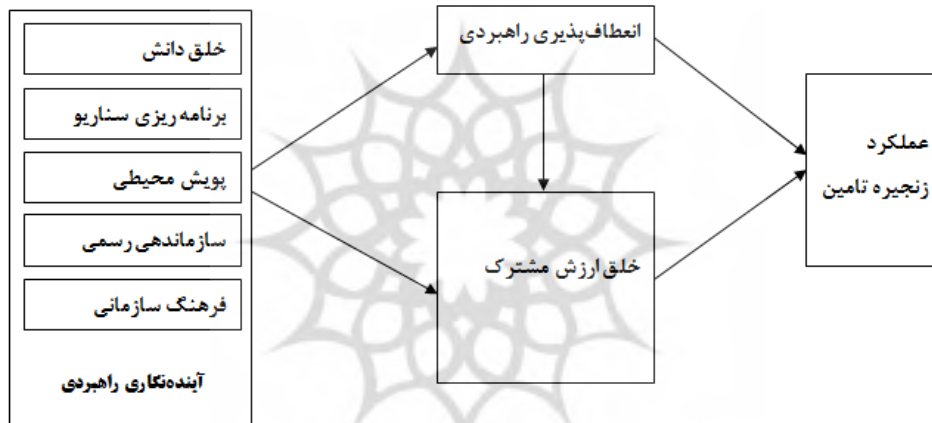 خلق دانش
برنامه ریزی سناریو
پویش محیطی
سازماندهی رسمی
فرهنگ سازمانی
آینده‌نگاری راهبردی
انعطاف‌پذیری راهبردی
خلق ارزش مشترک
عملکرد
زنجیره تامین